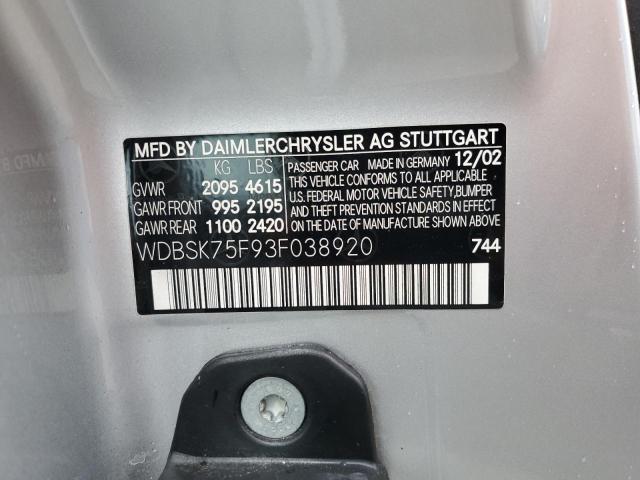 MFD BY DAIMLERCHRYSLER AG STUTTGART
KG LBS
GVWR 2095 4615
GAWR FRONT 995 2195
GAWR REAR 1100 2420
PASSENGER CAR MADE IN GERMANY 12/02
THIS VEHICLE CONFORMS TO ALL APPLICABLE
U.S. FEDERAL MOTOR VEHICLE SAFETY, BUMPER
AND THEFT PREVENTION STANDARDS IN EFFECT
ON THE DATE OF MANUFACTURE SHOWN ABOVE
WDBSK75F93F038920 744